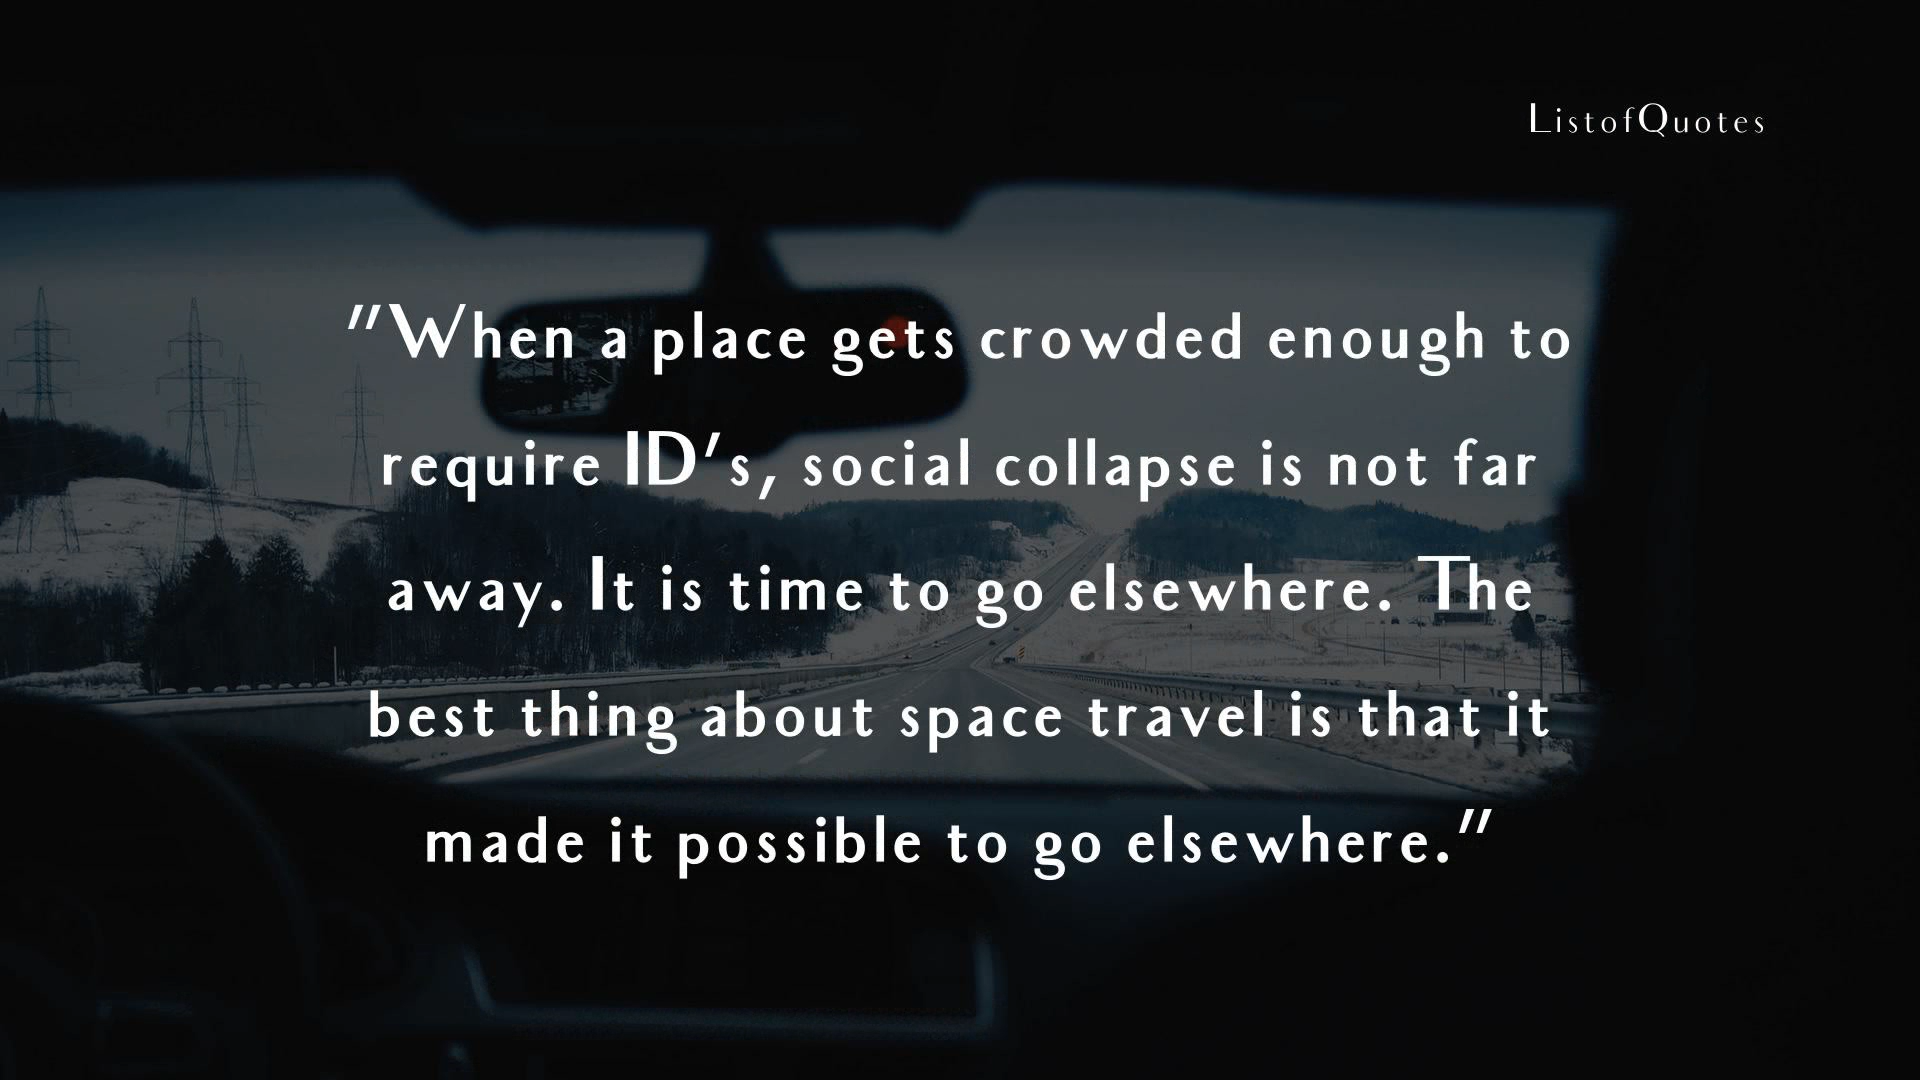 ListofQuotes
"When a place gets crowded enough to
require ID's, social collapse is not far
away. It is time to go elsewhere. The
best thing about space travel is that it
made it possible to go elsewhere."